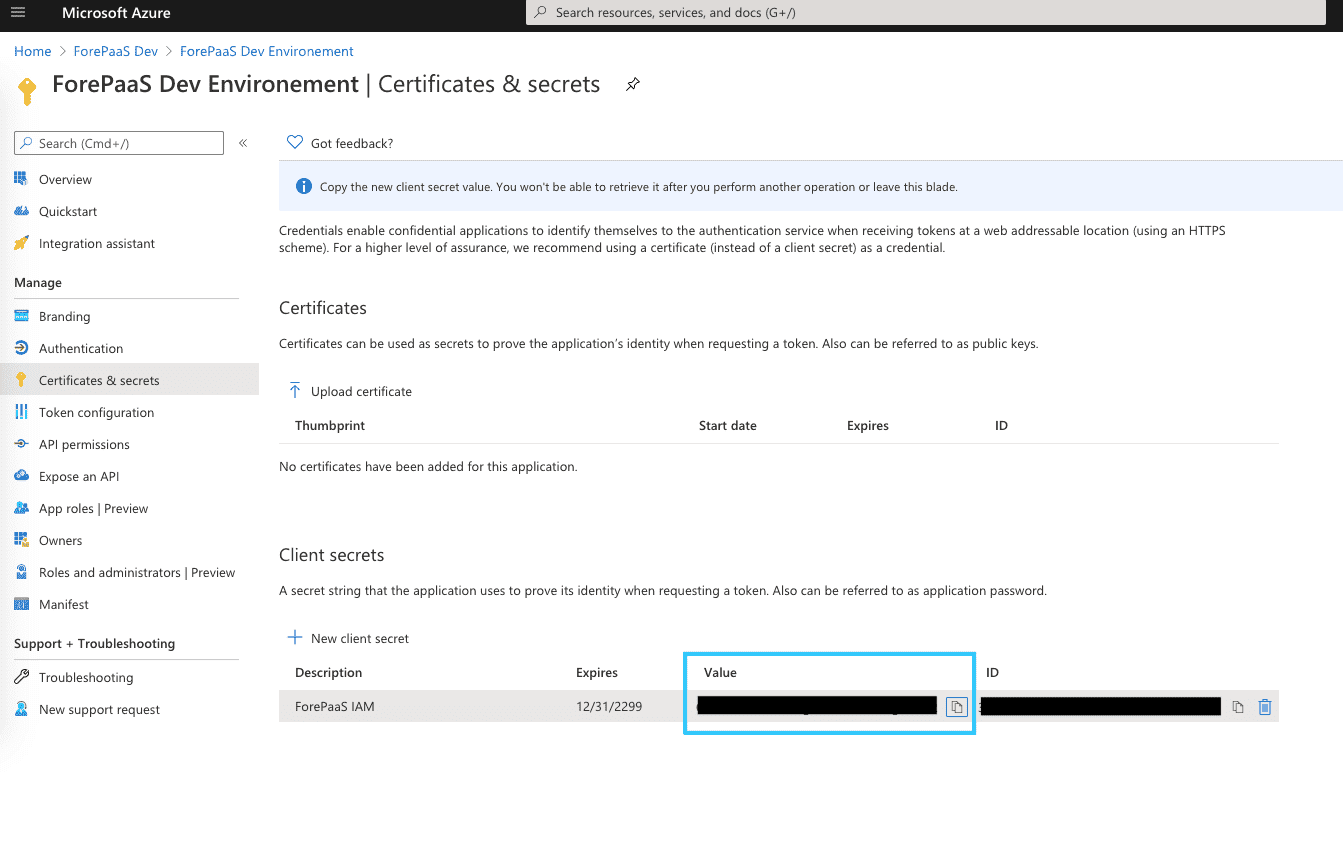 Microsoft Azure
Search resources, services, and docs (G+/)
Home > ForePaaS Dev > ForePaaS Dev Environement
ForePaaS Dev Environement | Certificates & secrets
Search (Cmd+/)
«
Overview
Quickstart
Integration assistant
Manage
Branding
Authentication
Certificates & secrets
Token configuration
API permissions
Expose an API
App roles | Preview
Owners
Roles and administrators | Preview
Manifest
Support + Troubleshooting
Troubleshooting
New support request
Got feedback?
Copy the new client secret value. You won't be able to retrieve it after you perform another operation or leave this blade.
Credentials enable confidential applications to identify themselves to the authentication service when receiving tokens at a web addressable location (using an HTTPS
scheme). For a higher level of assurance, we recommend using a certificate (instead of a client secret) as a credential.
Certificates
Certificates can be used as secrets to prove the application's identity when requesting a token. Also can be referred to as public keys.
Upload certificate
Thumbprint Start date Expires ID
No certificates have been added for this application.
Client secrets
A secret string that the application uses to prove its identity when requesting a token. Also can be referred to as application password.
New client secret
Description Expires Value ID
ForePaaS IAM 12/31/2299